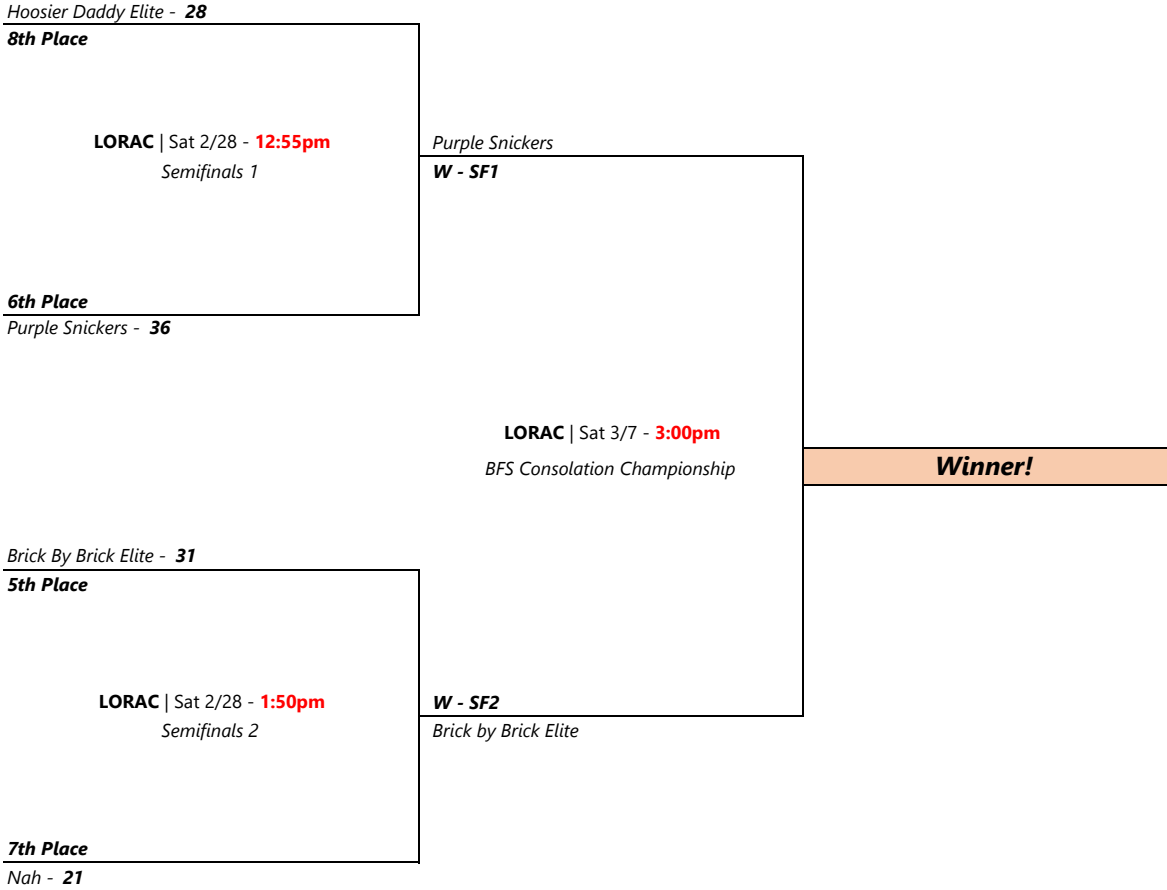 Hoosier Daddy Elite - 28
8th Place
LORAC | Sat 2/28 - 12:55pm
Semifinals 1
Purple Snickers
W - SF1
6th Place
Purple Snickers - 36
LORAC | Sat 3/7 - 3:00pm
BFS Consolation Championship
Winner!
Brick By Brick Elite - 31
5th Place
LORAC | Sat 2/28 - 1:50pm
Semifinals 2
W - SF2
Brick by Brick Elite
7th Place
Nah - 21